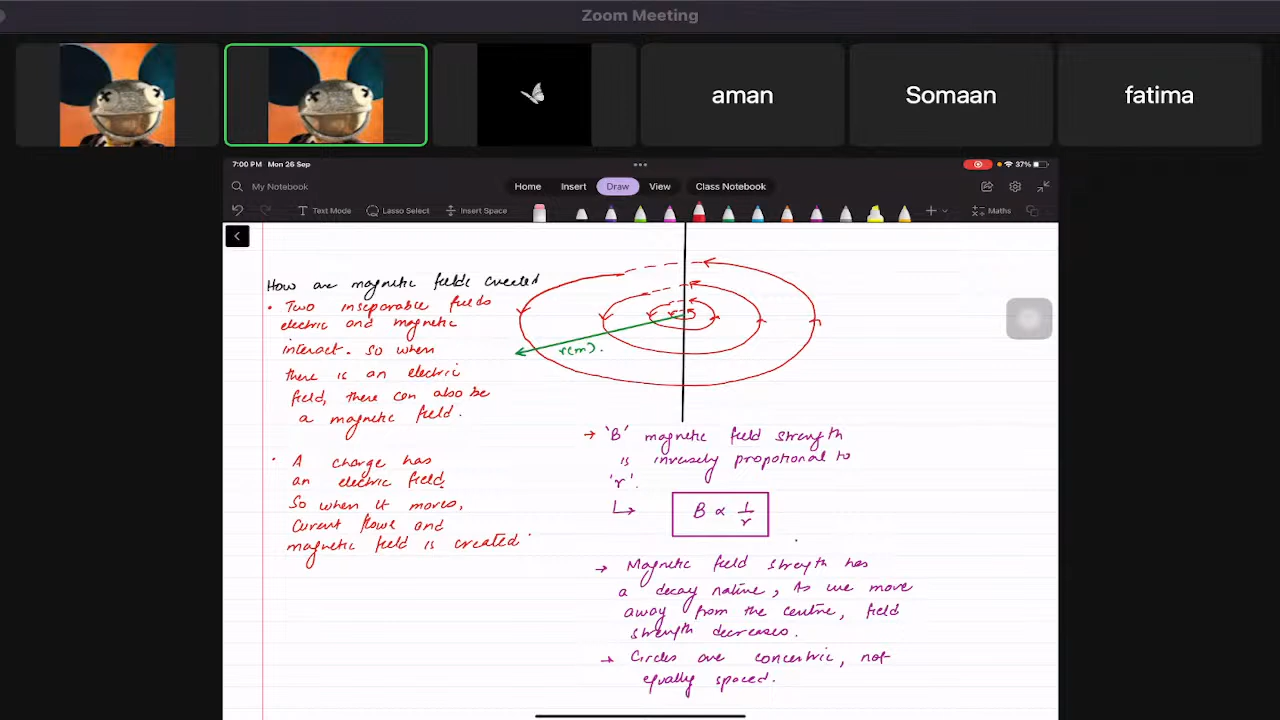 Zoom Meeting
aman
Somaan
fatima
7:00 PM Mon 26 Sep
37%
My Notebook
Home Insert Draw View Class Notebook
Text Mode Lasso Select Insert Space
Maths
How are magnetic fields created
• Two inseparable fields
electric and magnetic
interact. So when
there is an electric
field, there can also be
a magnetic field.
• A charge has
an electric field.
So when it moves,
current flows and
magnetic field is created
r(m).
→ 'B' magnetic field strength
is inversely propotional to
'r'.
↳ B ∝ 1/r
→ Magnetic field strength has
a decay native, As we move
away from the centre, field
strength decreases.
→ Circles are concentric, not
equally spaced.